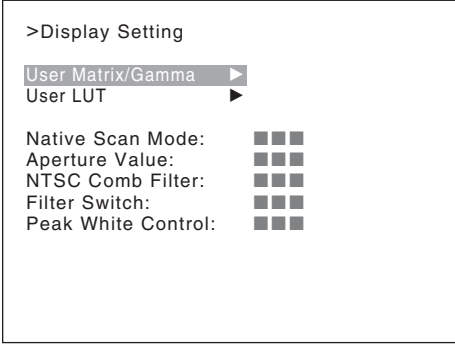 >Display Setting
User Matrix/Gamma ▶
User LUT ▶
Native Scan Mode: ■■■
Aperture Value: ■■■
NTSC Comb Filter: ■■■
Filter Switch: ■■■
Peak White Control: ■■■